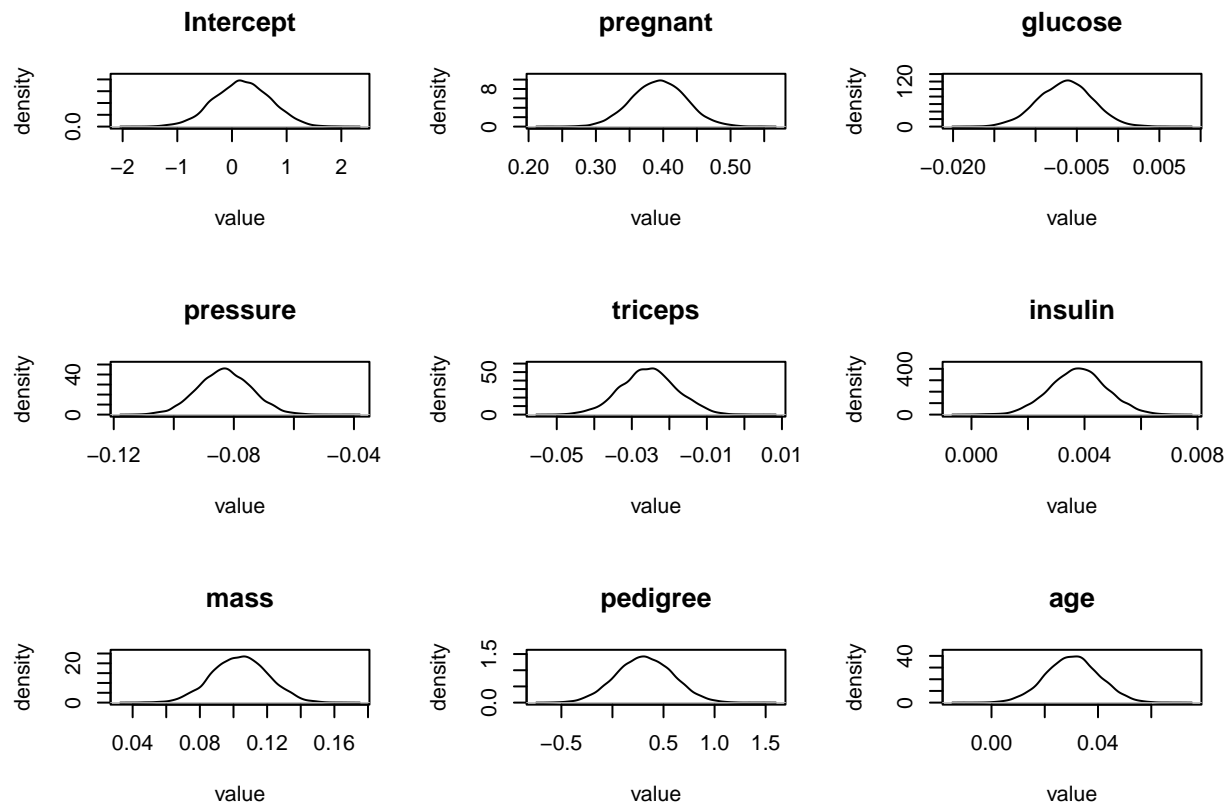 Intercept
density
0.0
−2 −1 0 1 2
value
pregnant
density
0 8
0.20 0.30 0.40 0.50
value
glucose
density
0 120
−0.020 −0.005 0.005
value
pressure
density
0 40
−0.12 −0.08 −0.04
value
triceps
density
0 50
−0.05 −0.03 −0.01 0.01
value
insulin
density
0 400
0.000 0.004 0.008
value
mass
density
0 20
0.04 0.08 0.12 0.16
value
pedigree
density
0.0 1.5
−0.5 0.5 1.0 1.5
value
age
density
0 40
0.00 0.04
value